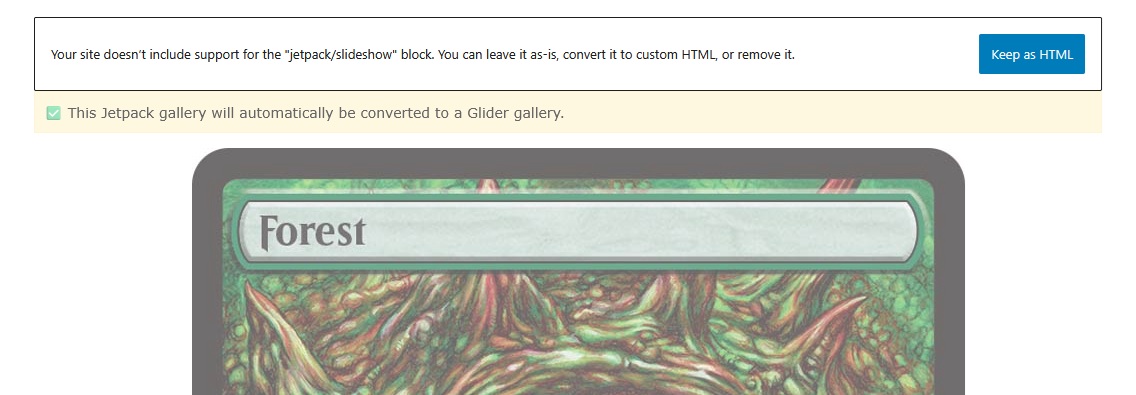 Your site doesn’t include support for the "jetpack/slideshow" block. You can leave it as-is, convert it to custom HTML, or remove it.
Keep as HTML
This Jetpack gallery will automatically be converted to a Glider gallery.
Forest